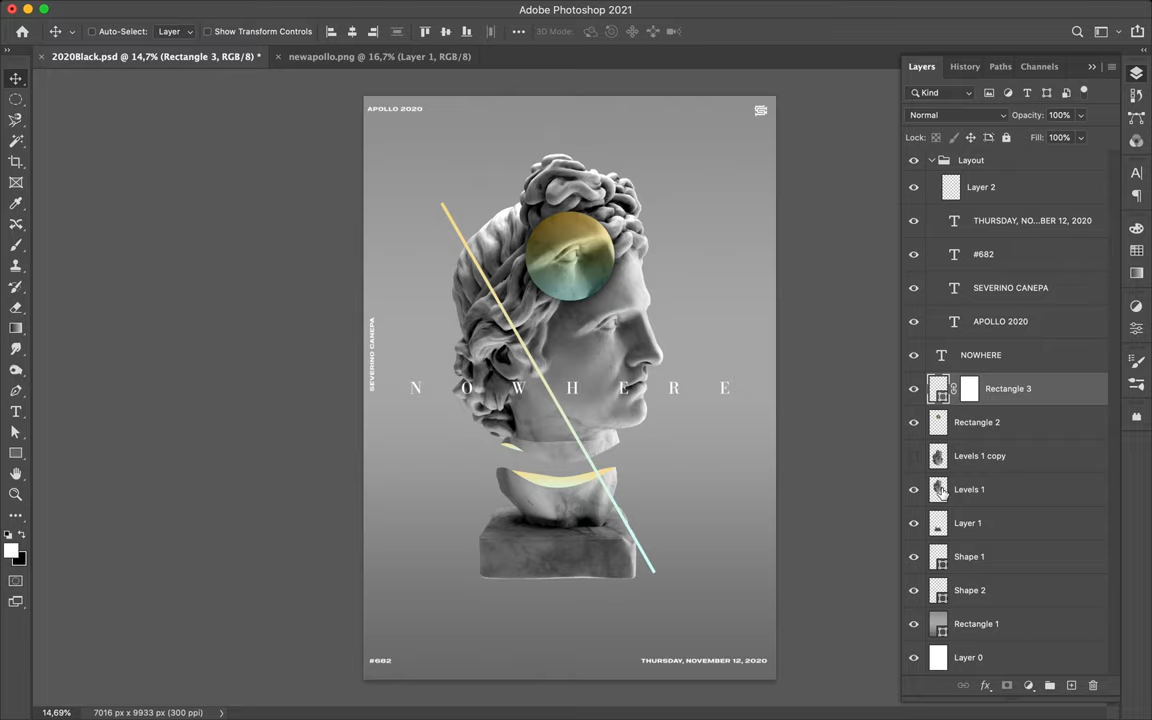 Adobe Photoshop 2021
Auto-Select:
Layer
Show Transform Controls
3D Mode:
2020Black.psd @ 14,7% (Rectangle 3, RGB/8) *
newapollo.png @ 16,7% (Layer 1, RGB/8)
Layers
History
Paths
Channels
Kind
Normal
Opacity:
100%
Lock:
Fill:
100%
Layout
Layer 2
THURSDAY, NO...BER 12, 2020
#682
SEVERINO CANEPA
APOLLO 2020
NOWHERE
Rectangle 3
Rectangle 2
Levels 1 copy
Levels 1
Layer 1
Shape 1
Shape 2
Rectangle 1
Layer 0
APOLLO 2020
SEVERINO CANEPA
N O W H E R E
#682
THURSDAY, NOVEMBER 12, 2020
14,69%
7016 px x 9933 px (300 ppi)